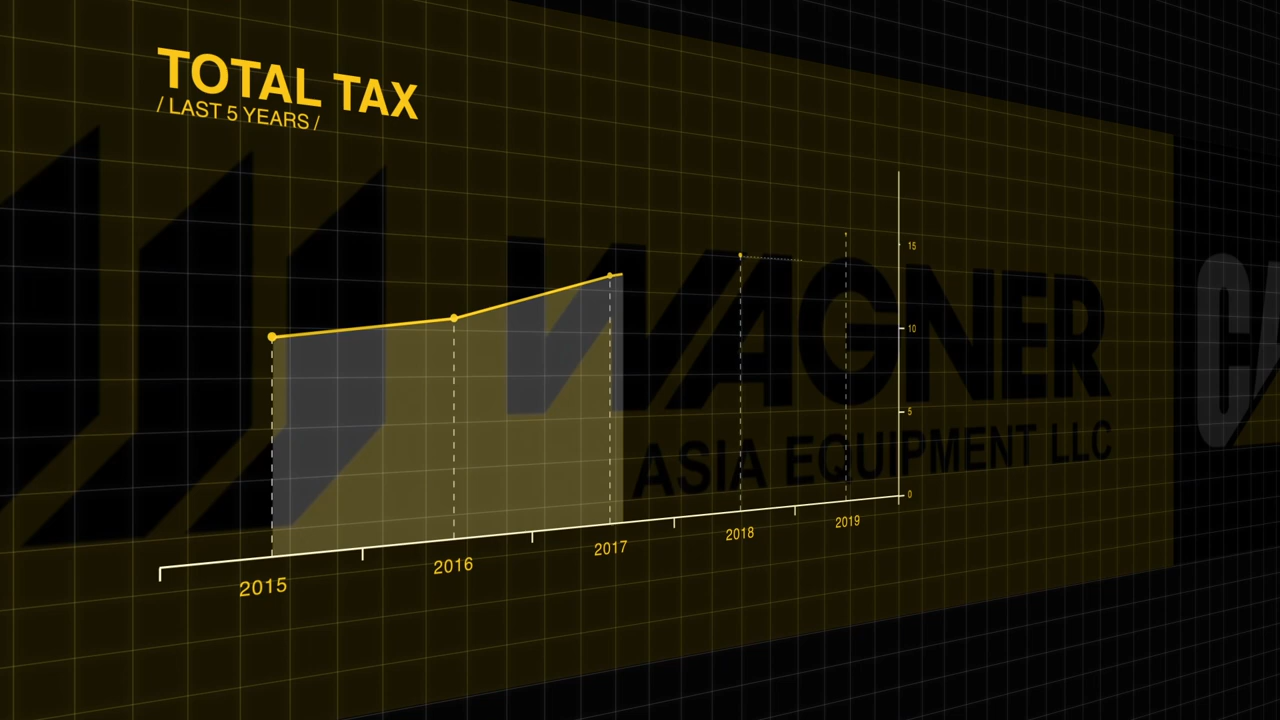 TOTAL TAX
/ LAST 5 YEARS /
WAGNER
ASIA EQUIPMENT LLC
15
10
5
0
2015
2016
2017
2018
2019